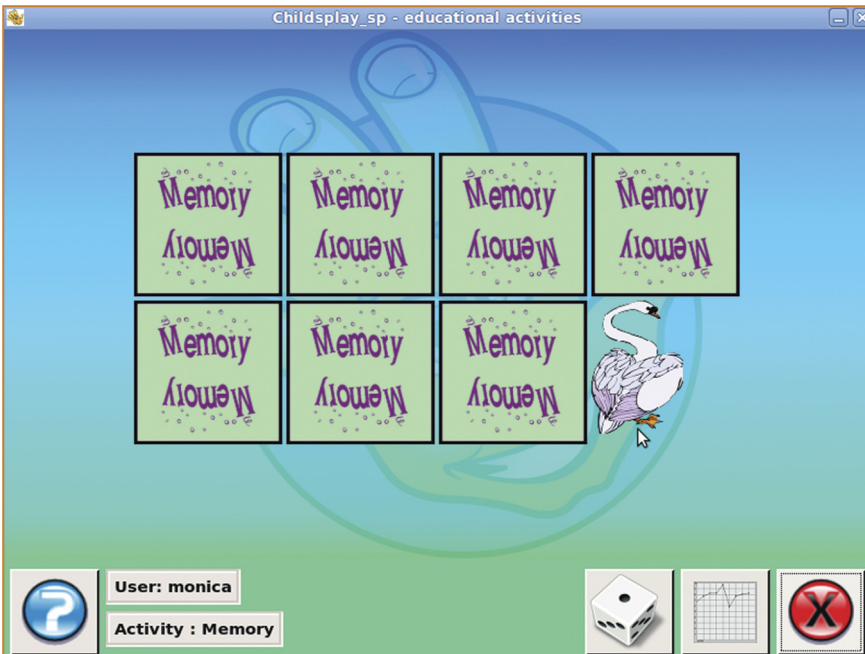 Childsplay_sp - educational activities
Memory Memory Memory Memory
Memory Memory Memory Memory
Memory Memory Memory
Memory Memory Memory
User: monica
Activity : Memory